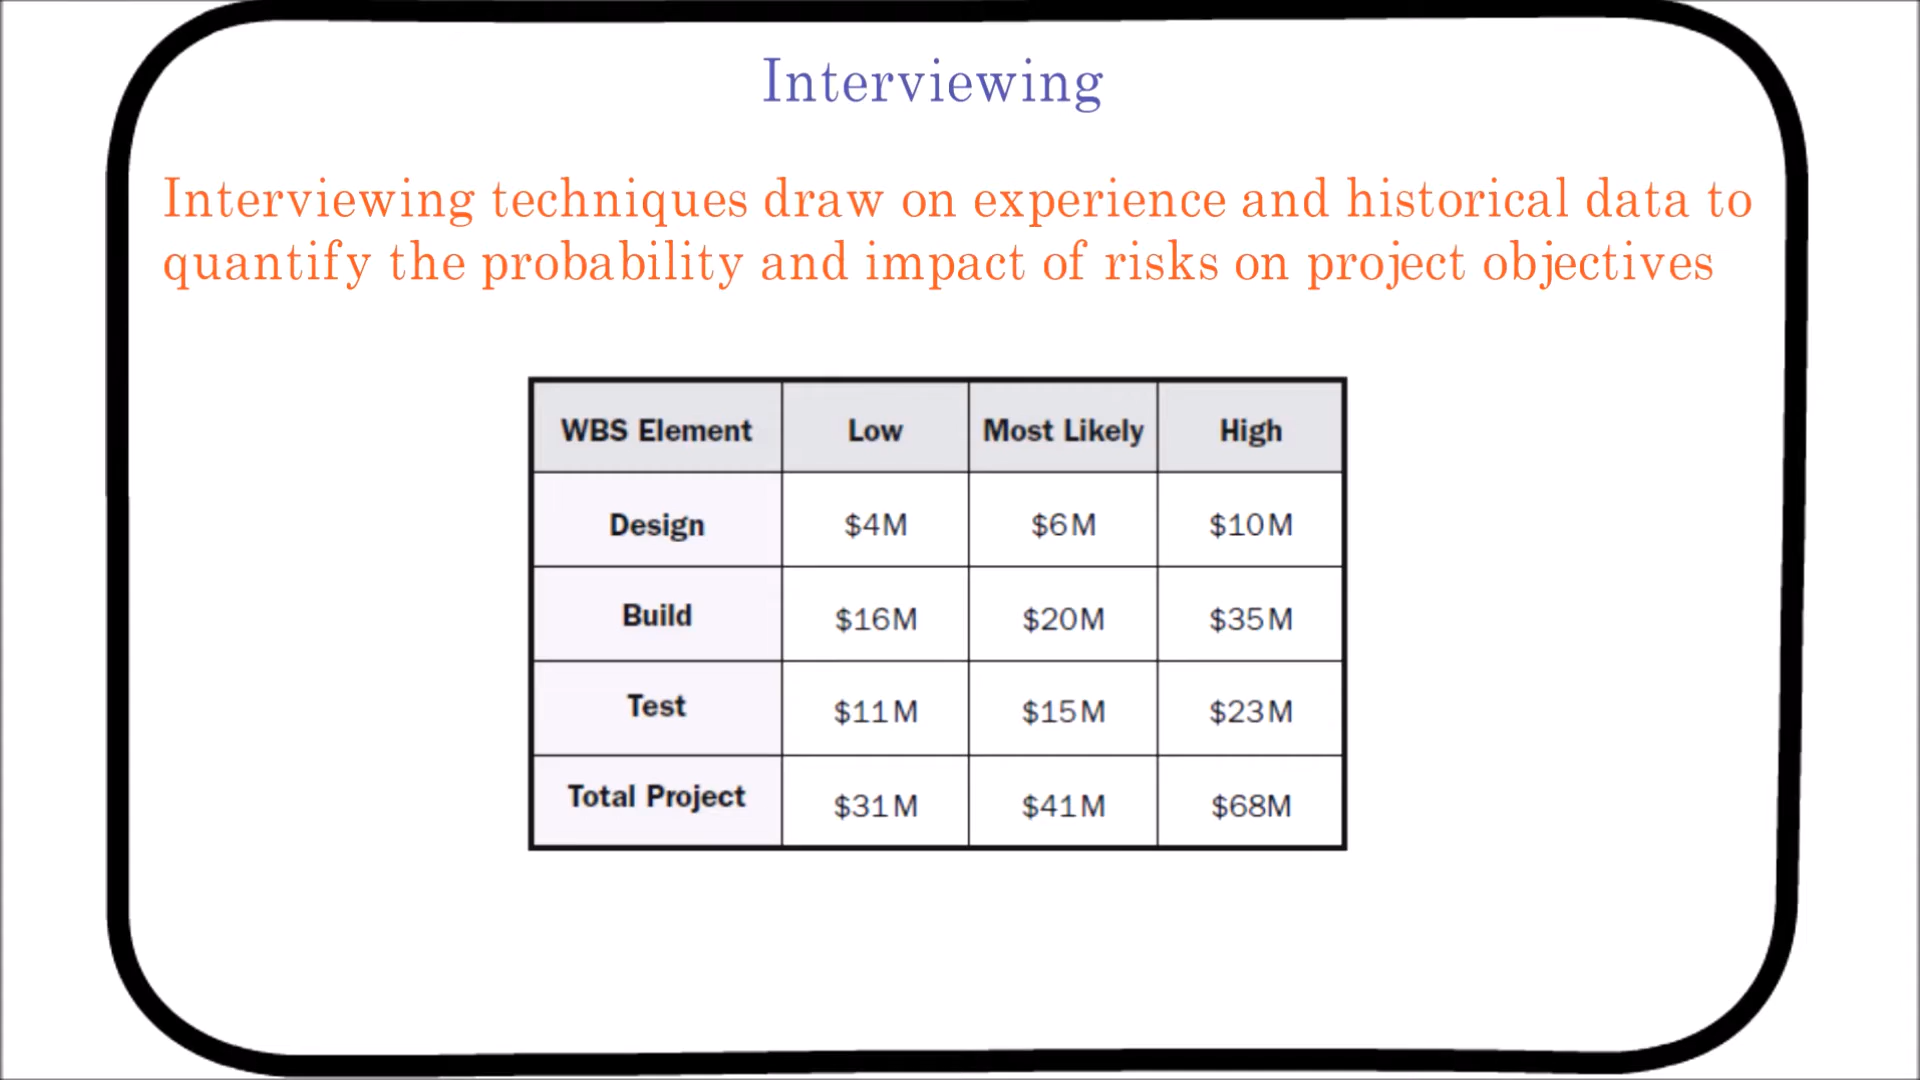 Interviewing
Interviewing techniques draw on experience and historical data to
quantify the probability and impact of risks on project objectives
WBS Element Low Most Likely High
Design $4M $6M $10M
Build $16M $20M $35M
Test $11M $15M $23M
Total Project $31M $41M $68M